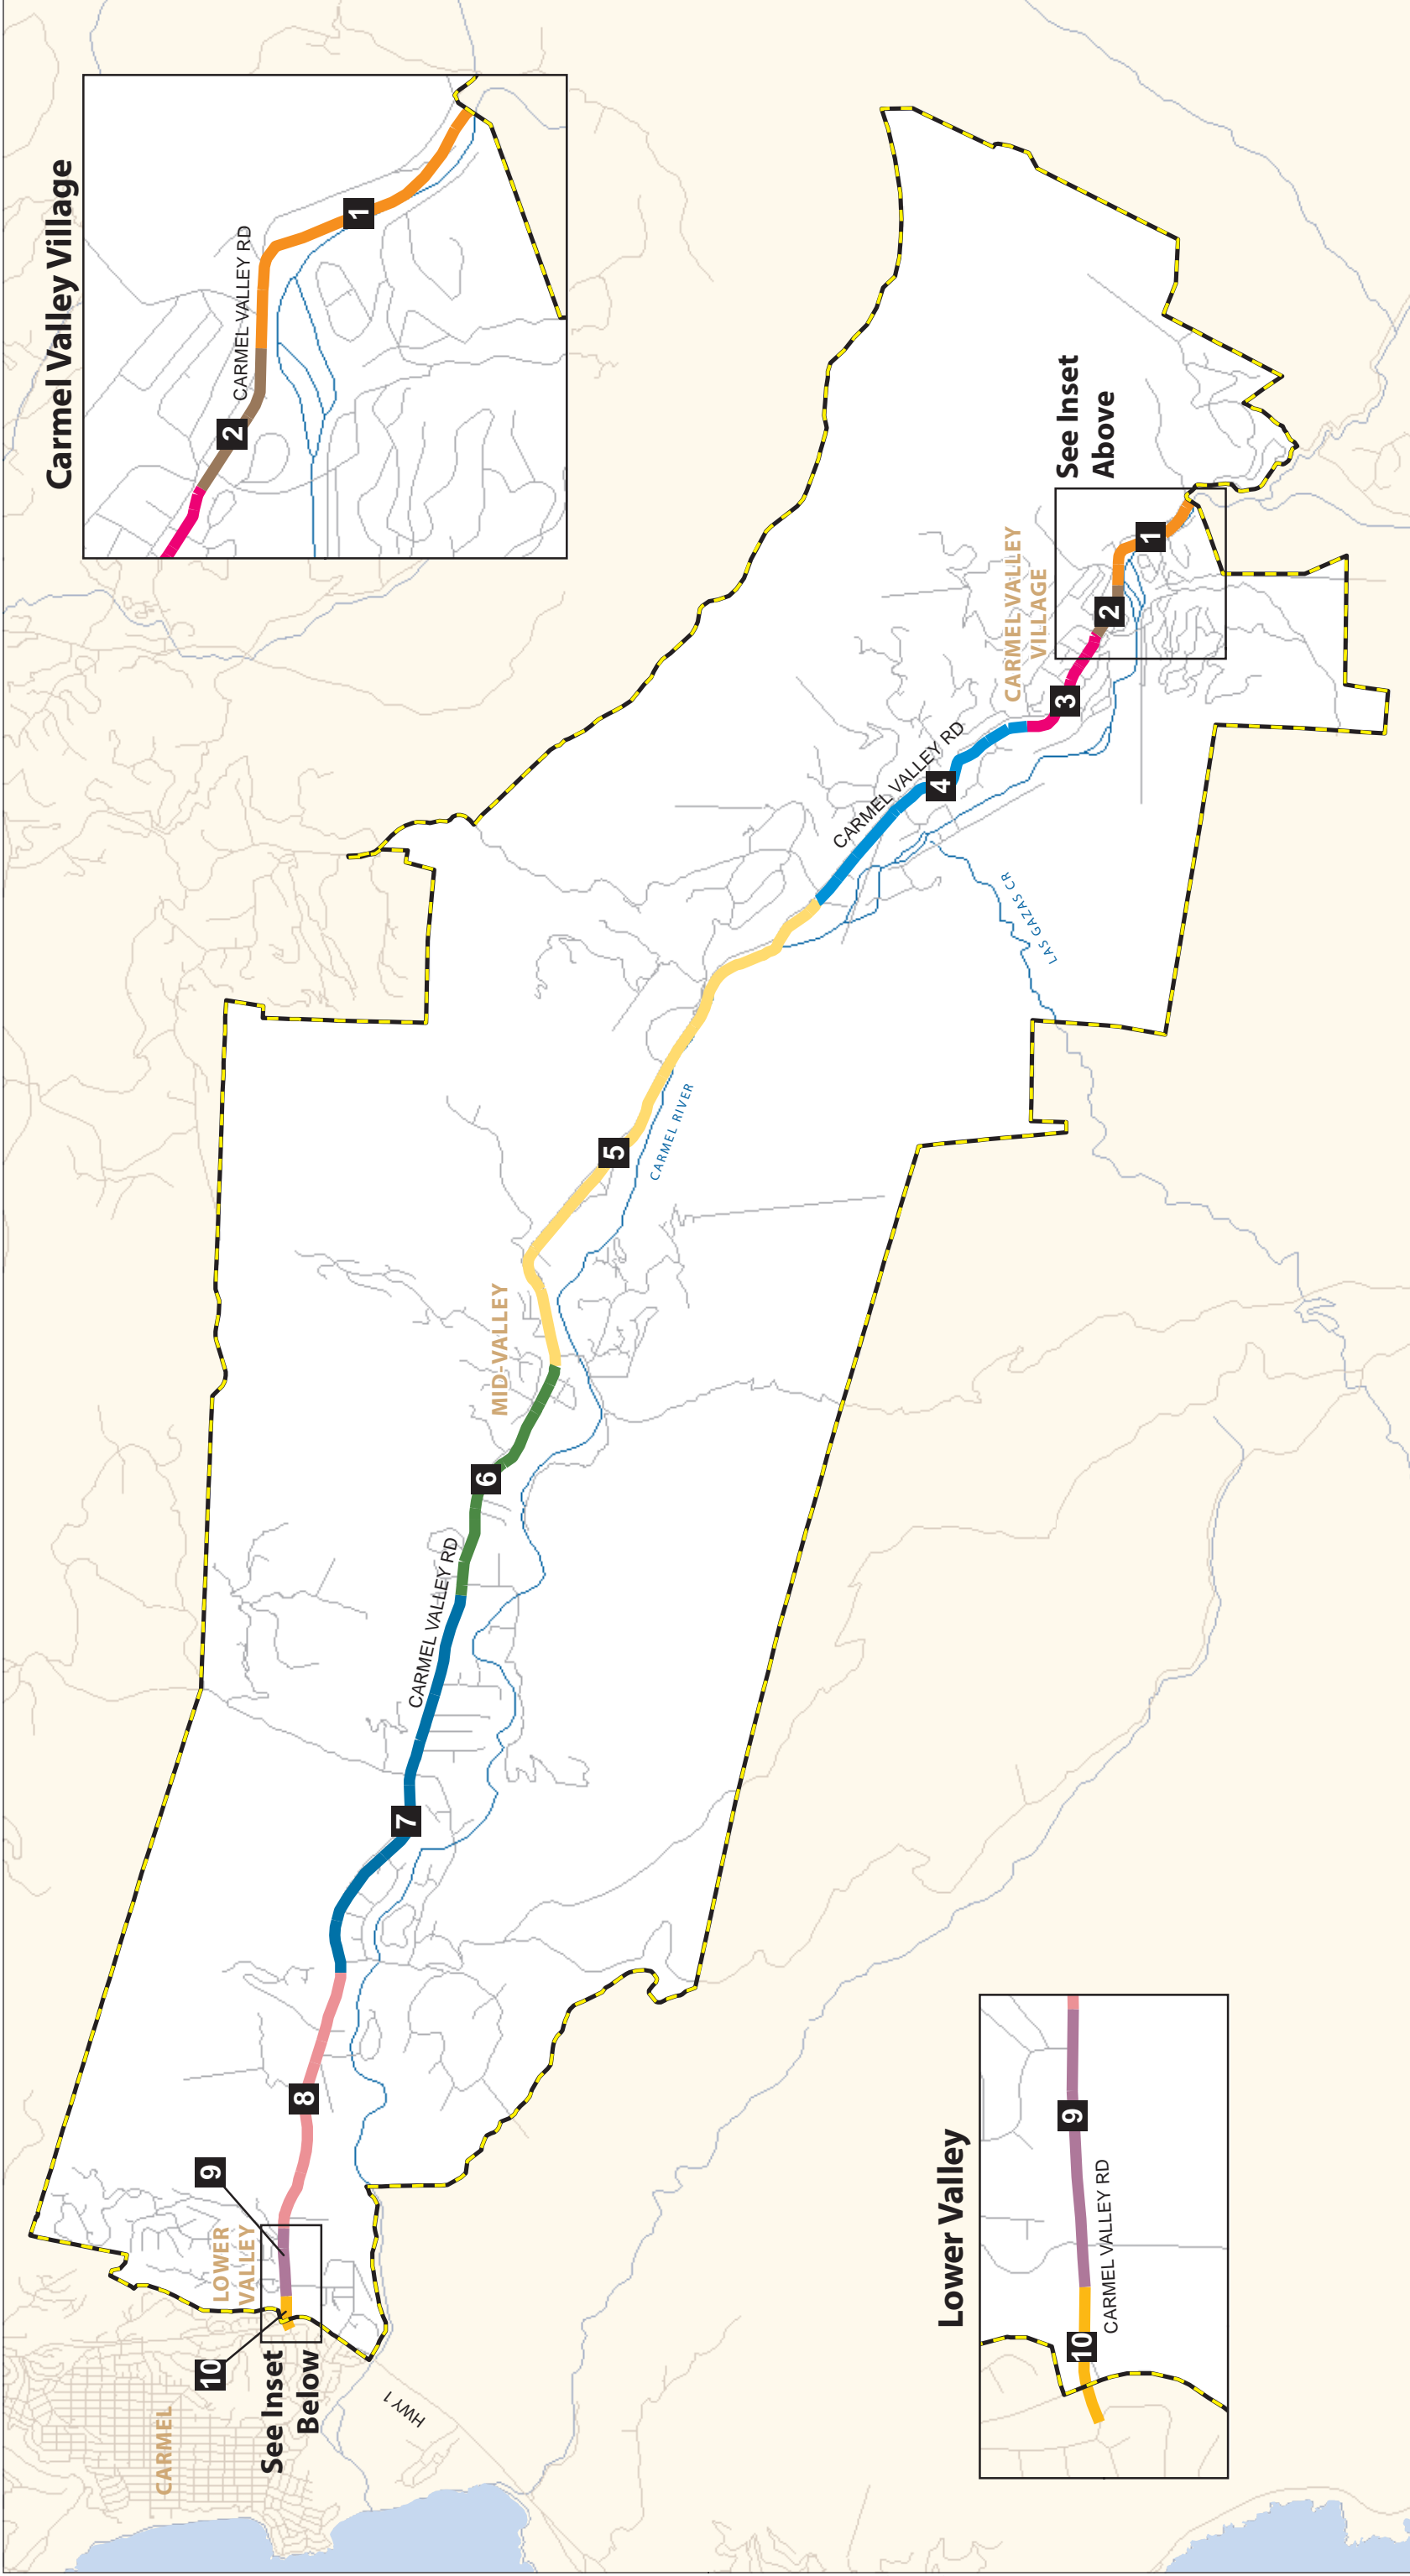 Carmel Valley Village
CARMEL VALLEY RD
1
2
See Inset
Above
CARMEL VALLEY
VILLAGE
1
2
3
CARMEL VALLEY RD
4
LAS GAZAS CR
5
CARMEL RIVER
MID-VALLEY
6
CARMEL VALLEY RD
7
8
9
LOWER
VALLEY
10
See Inset
Below
CARMEL
HWY 1
Lower Valley
9
CARMEL VALLEY RD
10